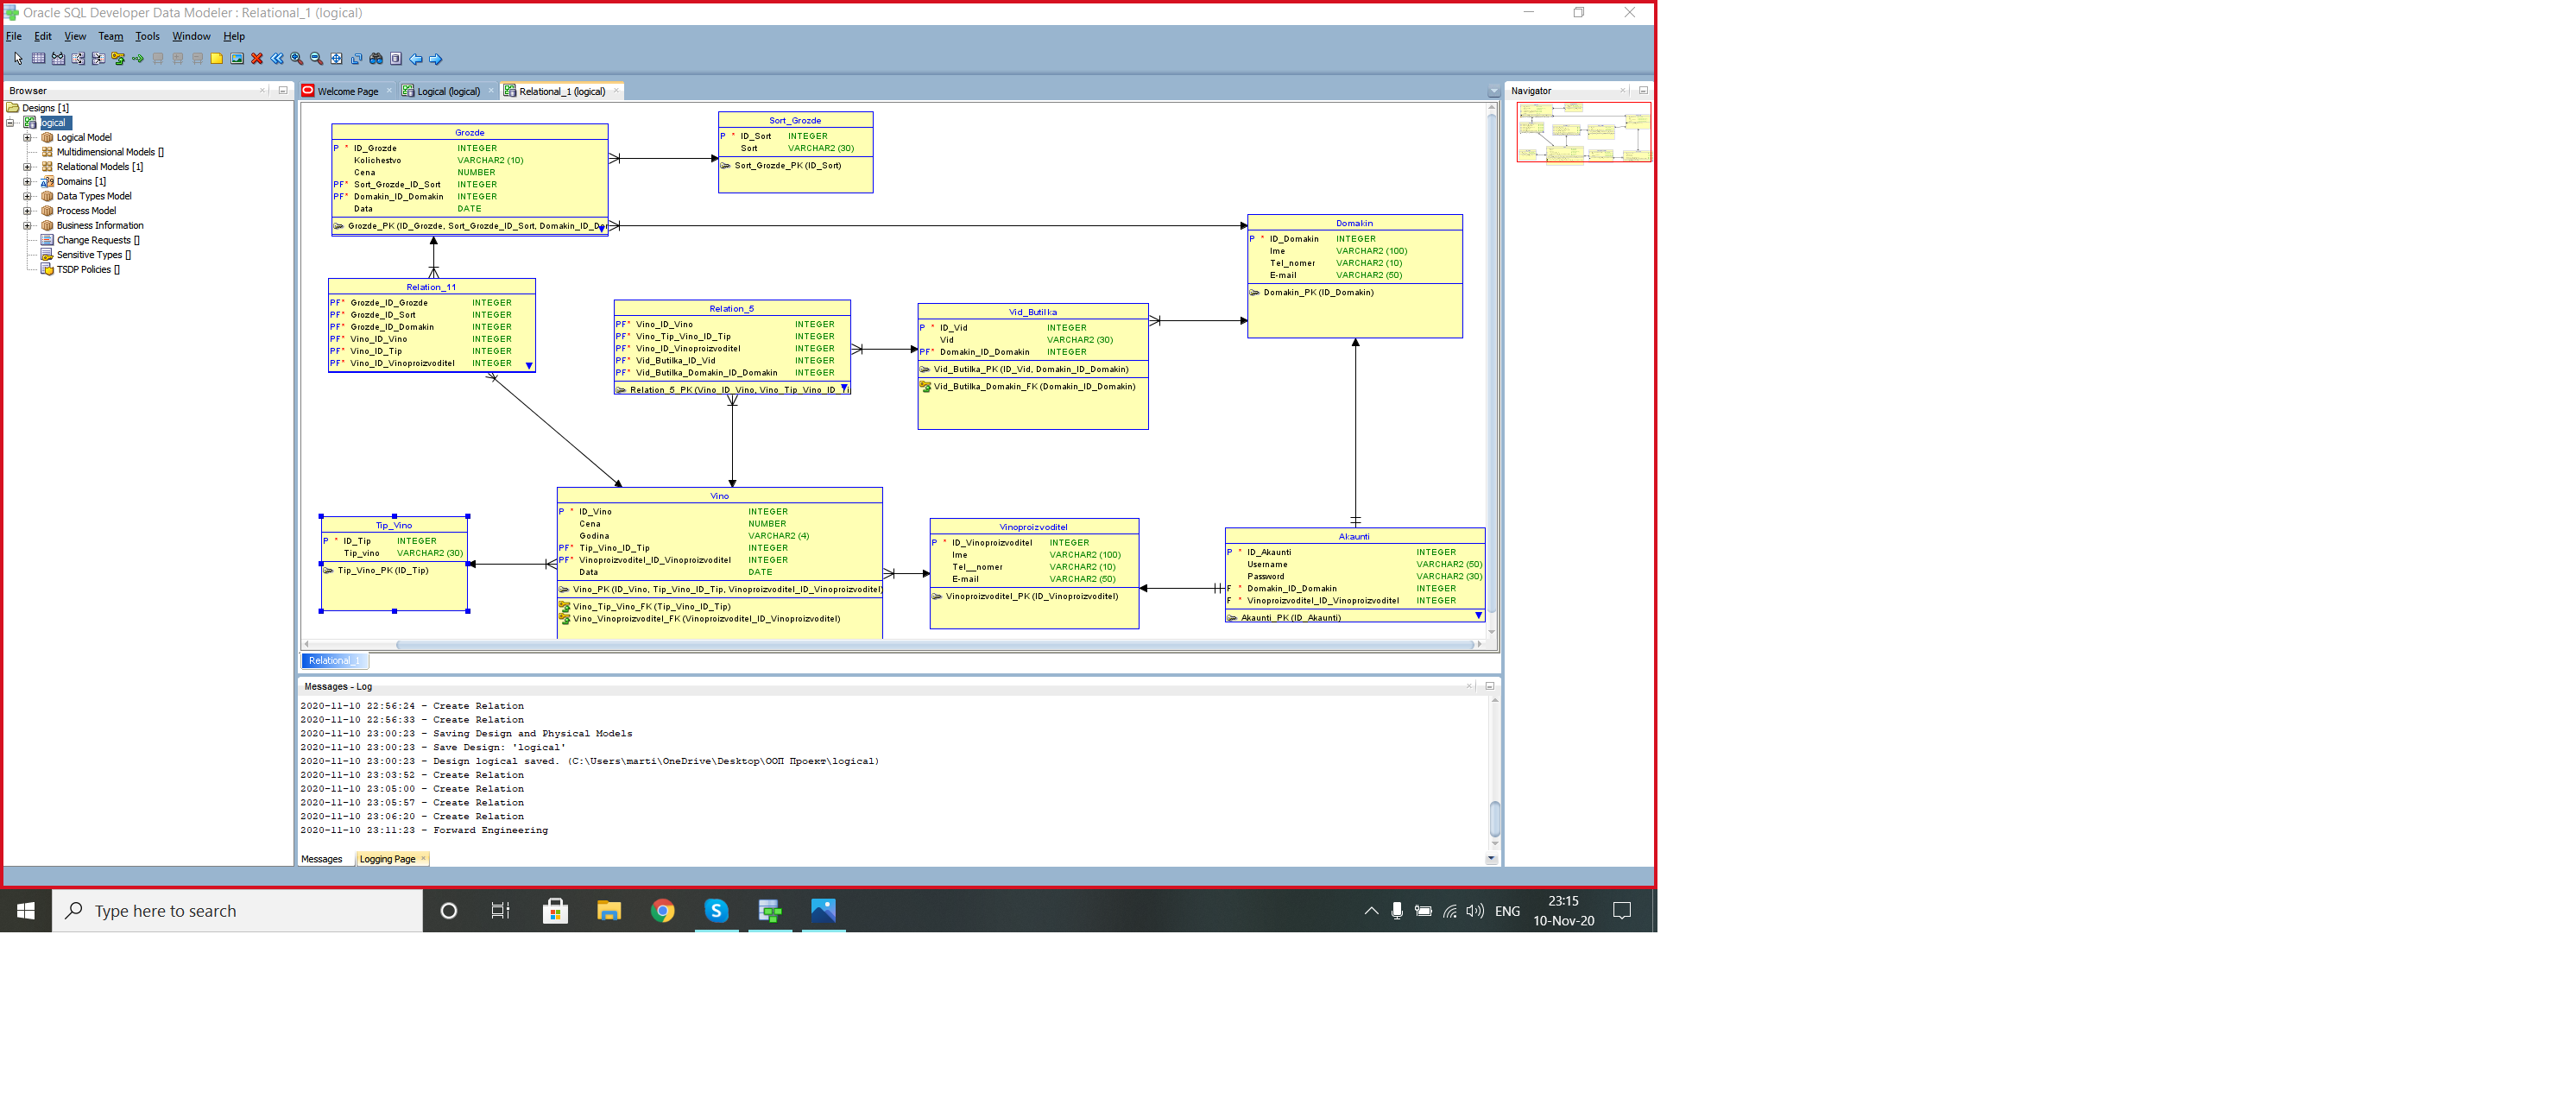 Oracle SQL Developer Data Modeler : Relational_1 (logical)
File Edit View Team Tools Window Help
Browser
Designs [1]
logical
Logical Model
Multidimensional Models []
Relational Models [1]
Domains [1]
Data Types Model
Process Model
Business Information
Change Requests []
Sensitive Types []
TSDP Policies []
Welcome Page
Logical (logical)
Relational_1 (logical)
Grozde
P * ID_Grozde INTEGER
Kolichestvo VARCHAR2 (10)
Cena NUMBER
PF* Sort_Grozde_ID_Sort INTEGER
PF* Domakin_ID_Domakin INTEGER
Data DATE
Grozde_PK (ID_Grozde, Sort_Grozde_ID_Sort, Domakin_ID_Dor
Sort_Grozde
P * ID_Sort INTEGER
Sort VARCHAR2 (30)
Sort_Grozde_PK (ID_Sort)
Domakin
P * ID_Domakin INTEGER
Ime VARCHAR2 (100)
Tel_nomer VARCHAR2 (10)
E-mail VARCHAR2 (50)
Domakin_PK (ID_Domakin)
Relation_11
PF* Grozde_ID_Grozde INTEGER
PF* Grozde_ID_Sort INTEGER
PF* Grozde_ID_Domakin INTEGER
PF* Vino_ID_Vino INTEGER
PF* Vino_ID_Tip INTEGER
PF* Vino_ID_Vinoproizvoditel INTEGER
Relation_5
PF* Vino_ID_Vino INTEGER
PF* Vino_Tip_Vino_ID_Tip INTEGER
PF* Vino_ID_Vinoproizvoditel INTEGER
PF* Vid_Butilka_ID_Vid INTEGER
PF* Vid_Butilka_Domakin_ID_Domakin INTEGER
Relation_5_PK (Vino_ID_Vino, Vino_Tip_Vino_ID_Ti
Vid_Butilka
P * ID_Vid INTEGER
Vid VARCHAR2 (30)
PF* Domakin_ID_Domakin INTEGER
Vid_Butilka_PK (ID_Vid, Domakin_ID_Domakin)
Vid_Butilka_Domakin_FK (Domakin_ID_Domakin)
Tip_Vino
P * ID_Tip INTEGER
Tip_vino VARCHAR2 (30)
Tip_Vino_PK (ID_Tip)
Vino
P * ID_Vino INTEGER
Cena NUMBER
Godina VARCHAR2 (4)
PF* Tip_Vino_ID_Tip INTEGER
PF* Vinoproizvoditel_ID_Vinoproizvoditel INTEGER
Data DATE
Vino_PK (ID_Vino, Tip_Vino_ID_Tip, Vinoproizvoditel_ID_Vinoproizvoditel)
Vino_Tip_Vino_FK (Tip_Vino_ID_Tip)
Vino_Vinoproizvoditel_FK (Vinoproizvoditel_ID_Vinoproizvoditel)
Vinoproizvoditel
P * ID_Vinoproizvoditel INTEGER
Ime VARCHAR2 (100)
Tel__nomer VARCHAR2 (10)
E-mail VARCHAR2 (50)
Vinoproizvoditel_PK (ID_Vinoproizvoditel)
Akaunti
P * ID_Akaunti INTEGER
Username VARCHAR2 (50)
Password VARCHAR2 (30)
F * Domakin_ID_Domakin INTEGER
F * Vinoproizvoditel_ID_Vinoproizvoditel INTEGER
Akaunti_PK (ID_Akaunti)
Relational_1
Navigator
Messages - Log
2020-11-10 22:56:24 - Create Relation
2020-11-10 22:56:33 - Create Relation
2020-11-10 23:00:23 - Saving Design and Physical Models
2020-11-10 23:00:23 - Save Design: 'logical'
2020-11-10 23:00:23 - Design logical saved. (C:\Users\marti\OneDrive\Desktop\ООП Проект\logical)
2020-11-10 23:03:52 - Create Relation
2020-11-10 23:05:00 - Create Relation
2020-11-10 23:05:57 - Create Relation
2020-11-10 23:06:20 - Create Relation
2020-11-10 23:11:23 - Forward Engineering
Messages
Logging Page
Type here to search
ENG
23:15
10-Nov-20